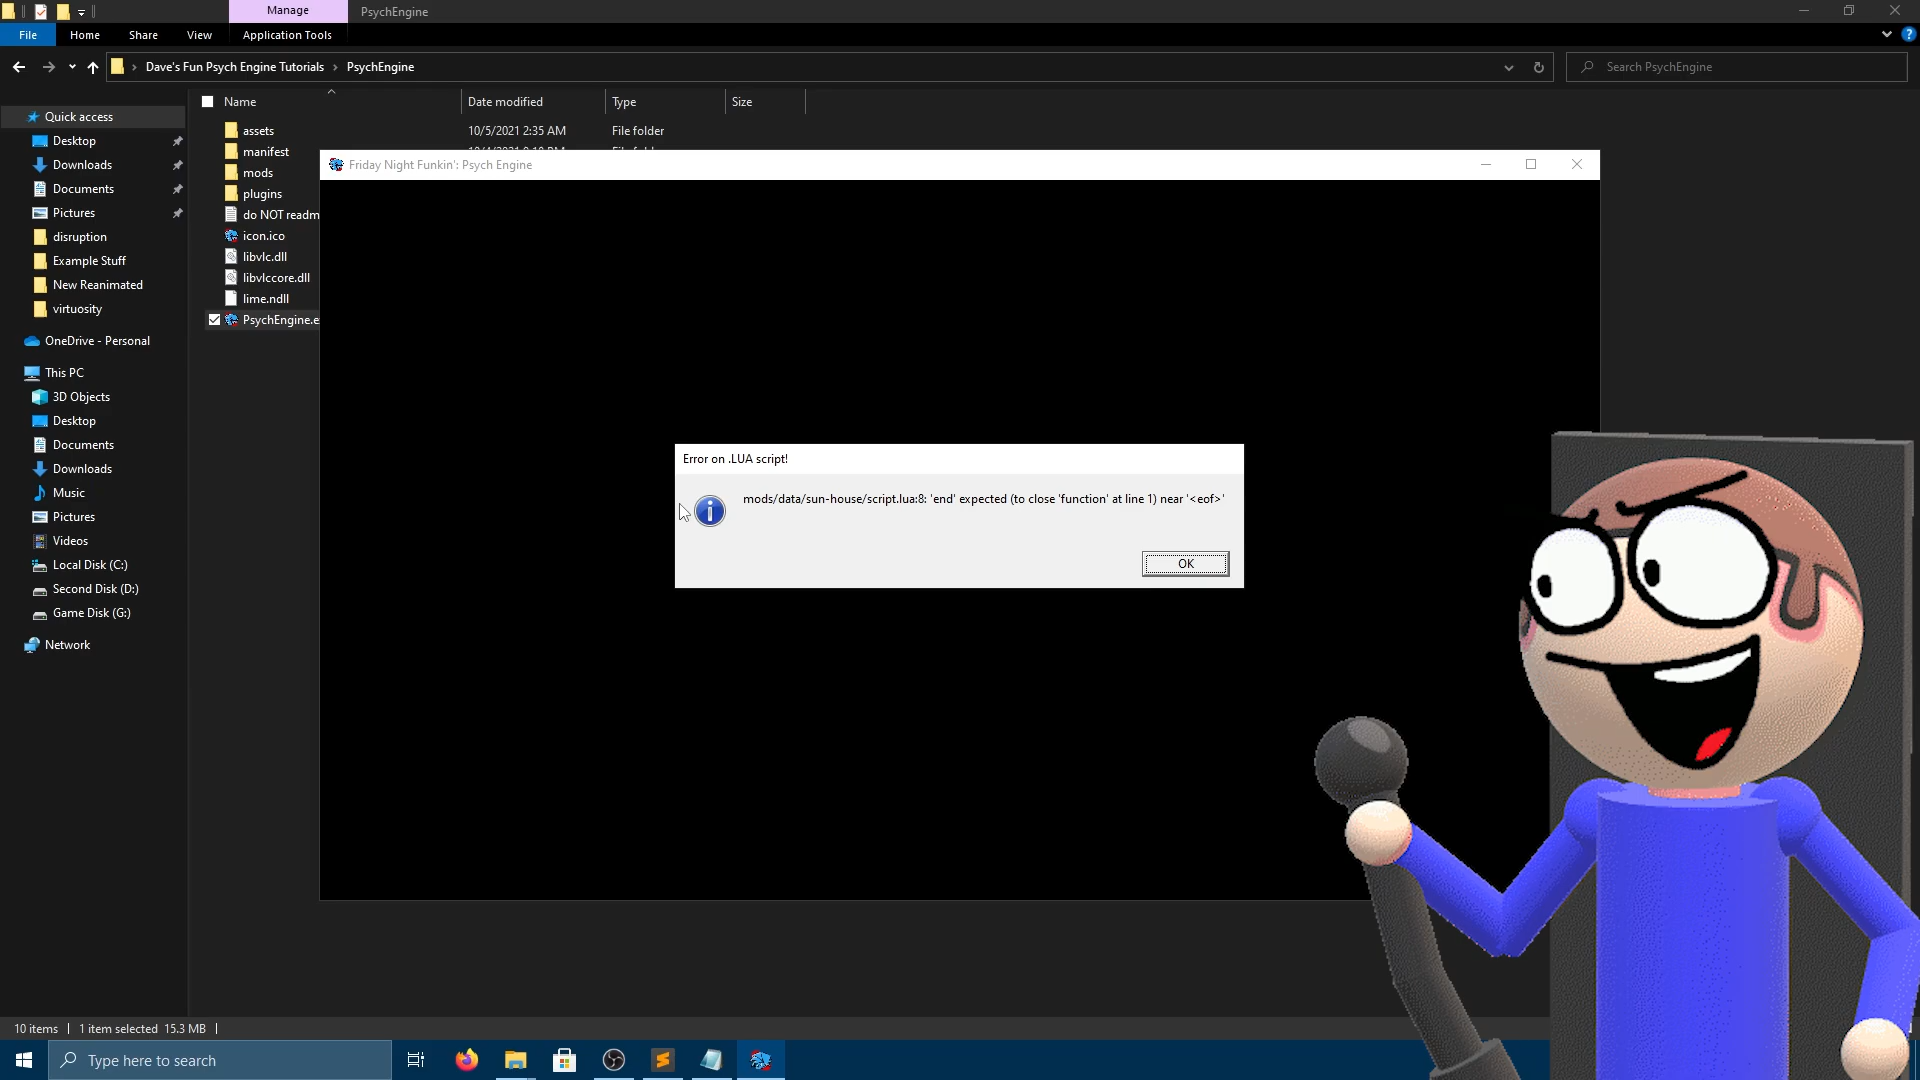 Manage
PsychEngine
File
Home
Share
View
Application Tools
Dave's Fun Psych Engine Tutorials
PsychEngine
Search PsychEngine
Name
Date modified
Type
Size
Quick access
Desktop
Downloads
Documents
Pictures
disruption
Example Stuff
New Reanimated
virtuosity
OneDrive - Personal
This PC
3D Objects
Desktop
Documents
Downloads
Music
Pictures
Videos
Local Disk (C:)
Second Disk (D:)
Game Disk (G:)
Network
assets 10/5/2021 2:35 AM File folder
manifest
mods
plugins
do NOT readm
icon.ico
libvlc.dll
libvlccore.dll
lime.ndll
PsychEngine.e
Friday Night Funkin': Psych Engine
Error on .LUA script!
mods/data/sun-house/script.lua:8: 'end' expected (to close 'function' at line 1) near '<eof>'
OK
10 items
1 item selected 15.3 MB
Type here to search